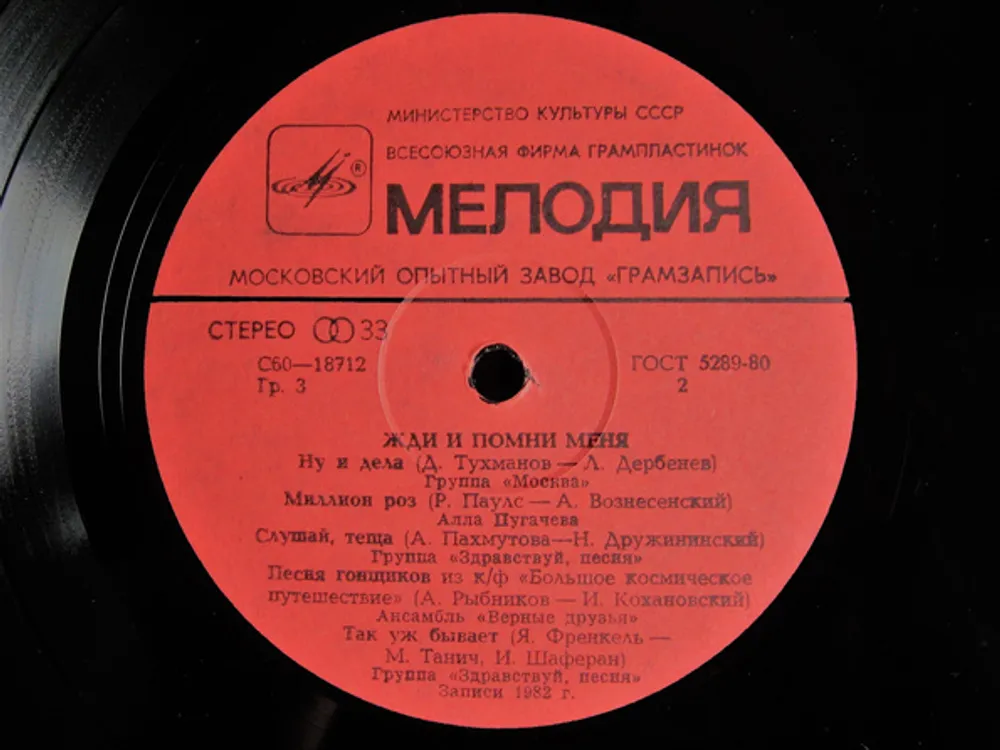 МИНИСТЕРСТВО КУЛЬТУРЫ СССР
ВСЕСОЮЗНАЯ ФИРМА ГРАМПЛАСТИНОК
®
МЕЛОДИЯ
МОСКОВСКИЙ ОПЫТНЫЙ ЗАВОД «ГРАМЗАПИСЬ»
СТЕРЕО 33
С60—18712
ГОСТ 5289-80
Гр. 3
2
ЖДИ И ПОМНИ МЕНЯ
Ну и дела (Д. Тухманов — Л. Дербенев)
Группа «Москва»
Миллион роз (Р. Паулс — А. Вознесенский)
Алла Пугачева
Слушай, теща (А. Пахмутова—Н. Дружининский)
Группа «Здравствуй, песня»
Песня гонщиков из к/ф «Большое космическое
путешествие» (А. Рыбников — И. Кохановский)
Ансамбль «Верные друзья»
Так уж бывает (Я. Френкель —
М. Танич, И. Шаферан)
Группа «Здравствуй, песня»
Записи 1982 г.